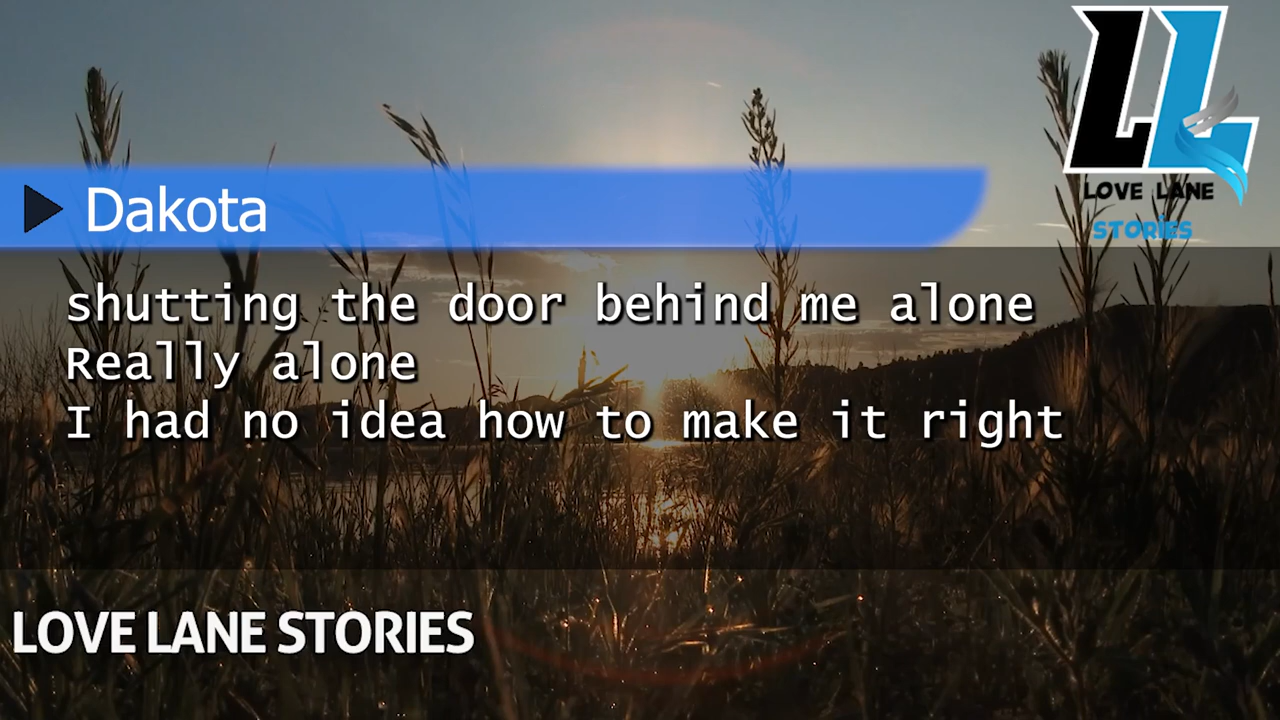 LL
LOVE LANE
STORIES
Dakota
shutting the door behind me alone
Really alone
I had no idea how to make it right
LOVE LANE STORIES